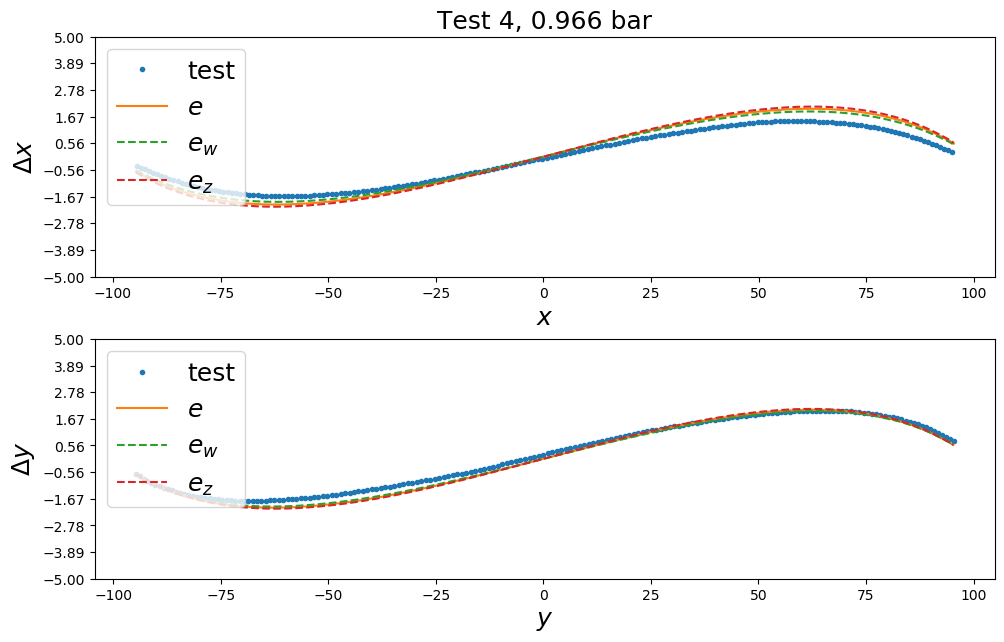 Test 4, 0.966 bar
5.00
3.89
2.78
1.67
0.56
−0.56
−1.67
−2.78
−3.89
−5.00
Δx
test
e
e_w
e_z
−100 −75 −50 −25 0 25 50 75 100
x
5.00
3.89
2.78
1.67
0.56
−0.56
−1.67
−2.78
−3.89
−5.00
Δy
test
e
e_w
e_z
−100 −75 −50 −25 0 25 50 75 100
y